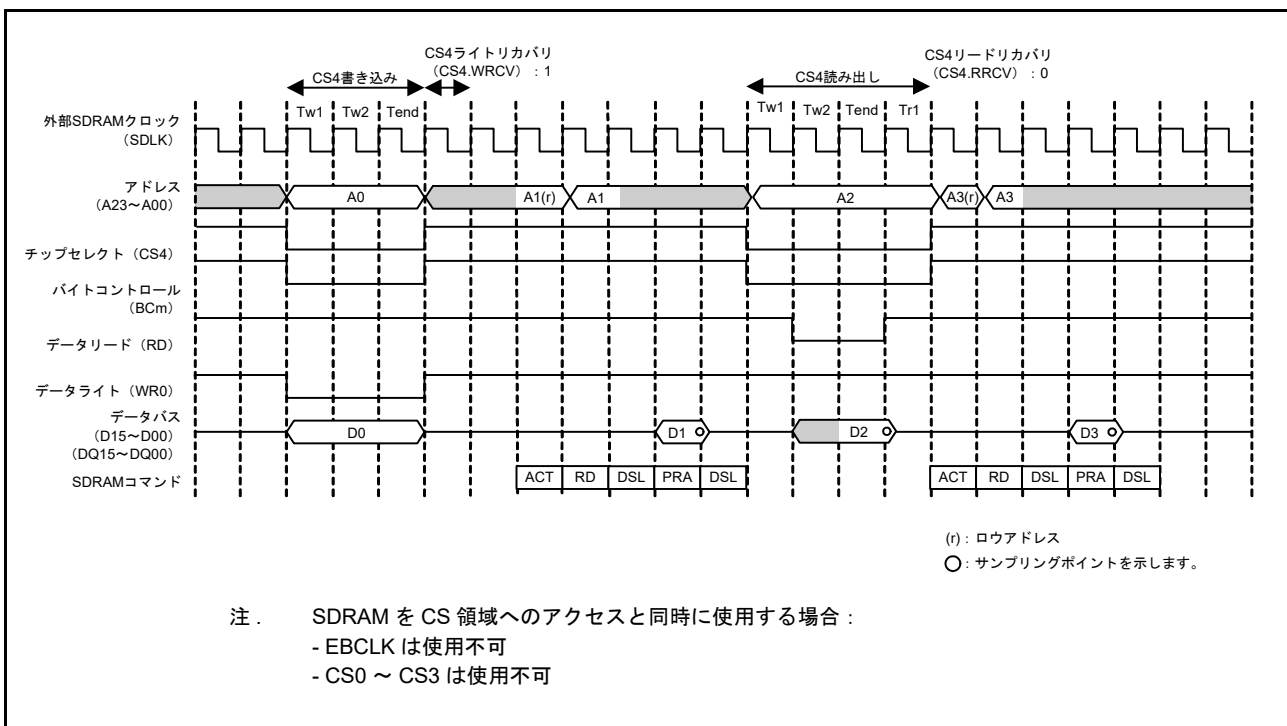 CS4ライトリカバリ
（CS4.WRCV）：1
CS4リードリカバリ
（CS4.RRCV）：0
CS4書き込み
CS4読み出し
Tw1 Tw2 Tend
Tw1 Tw2 Tend Tr1
外部SDRAMクロック
（SDLK）
アドレス
（A23～A00）
A0 A1(r) A1 A2 A3(r) A3
チップセレクト（CS4）
バイトコントロール
（BCm）
データリード（RD）
データライト（WR0）
データバス
（D15～D00）
（DQ15～DQ00）
D0 D1 D2 D3
SDRAMコマンド
ACT RD DSL PRA DSL
ACT RD DSL PRA DSL
(r)：ロウアドレス
○：サンプリングポイントを示します。
注． SDRAM を CS 領域へのアクセスと同時に使用する場合：
- EBCLK は使用不可
- CS0 ～ CS3 は使用不可